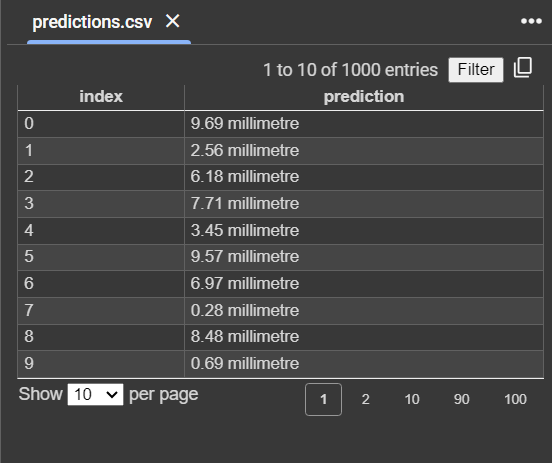 predictions.csv ✕ •••
1 to 10 of 1000 entries Filter
index prediction
0 9.69 millimetre
1 2.56 millimetre
2 6.18 millimetre
3 7.71 millimetre
4 3.45 millimetre
5 9.57 millimetre
6 6.97 millimetre
7 0.28 millimetre
8 8.48 millimetre
9 0.69 millimetre
Show 10 per page 1 2 10 90 100